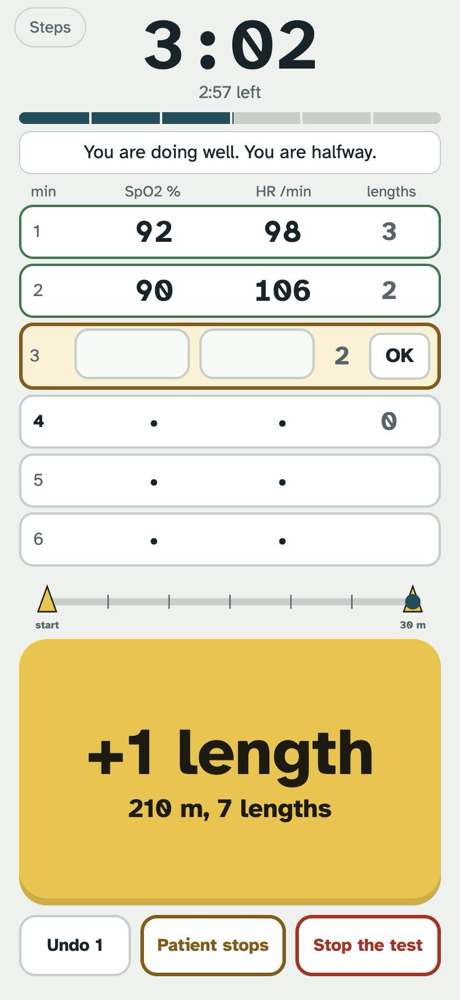 Steps
3:02
2:57 left
You are doing well. You are halfway.
min SpO2 % HR /min lengths
1 92 98 3
2 90 106 2
3 2 OK
4 • • 0
5 • •
6 • •
start 30 m
+1 length
210 m, 7 lengths
Undo 1 Patient stops Stop the test